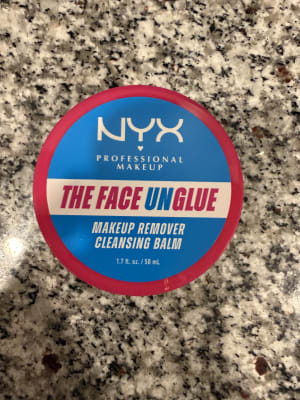 NYX
PROFESSIONAL
MAKEUP
THE FACE UNGLUE
MAKEUP REMOVER
CLEANSING BALM
1.7 fl. oz. / 50 mL